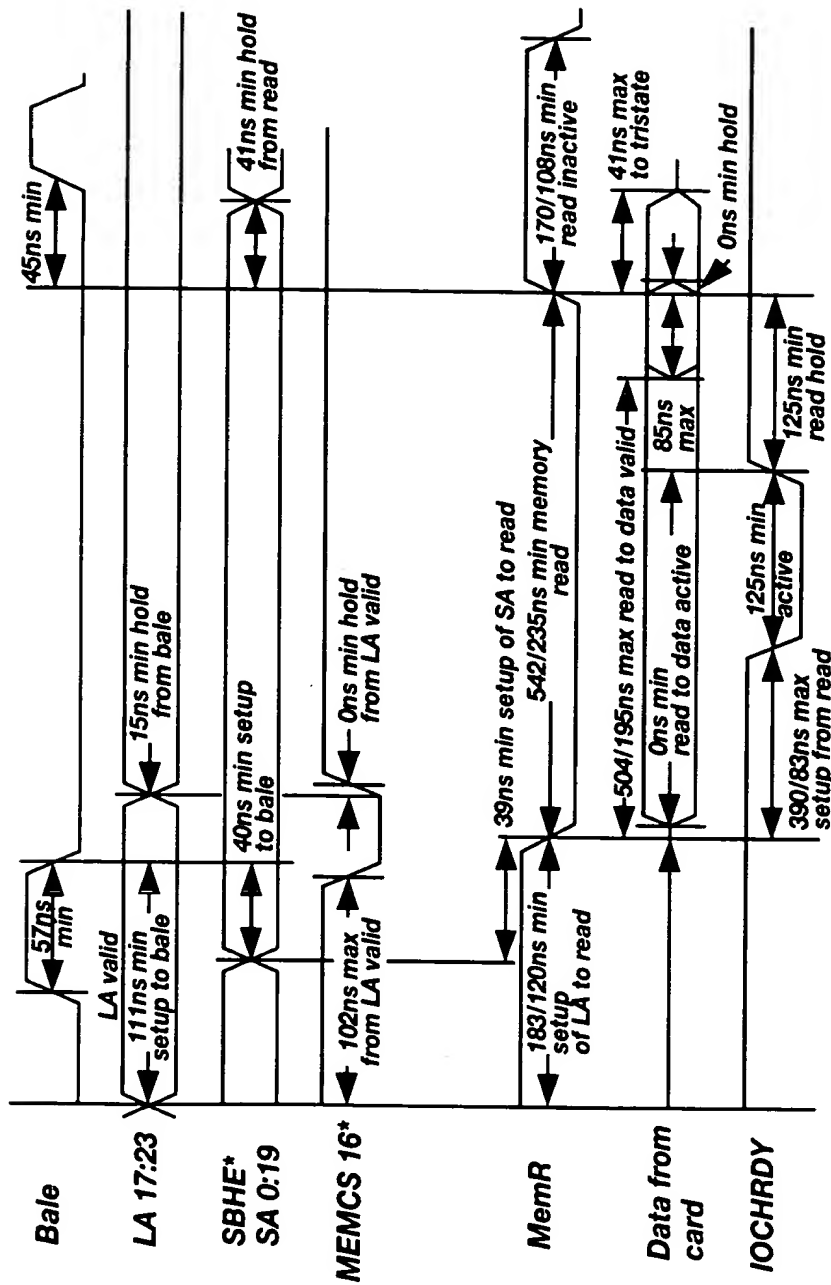 Bale
57ns
min
45ns min
LA 17:23
LA valid
111ns min
setup to bale
15ns min hold
from bale
SBHE*
SA 0:19
40ns min setup
to bale
41ns min hold
from read
MEMCS 16*
102ns max
from LA valid
0ns min hold
from LA valid
39ns min setup of SA to read
MemR
183/120ns min
setup
of LA to read
542/235ns min memory
read
170/108ns min
read inactive
504/195ns max read to data valid
41ns max
to tristate
Data from
card
0ns min
read to data active
85ns
max
0ns min hold
IOCHRDY
390/83ns max
setup from read
125ns min
active
125ns min
read hold